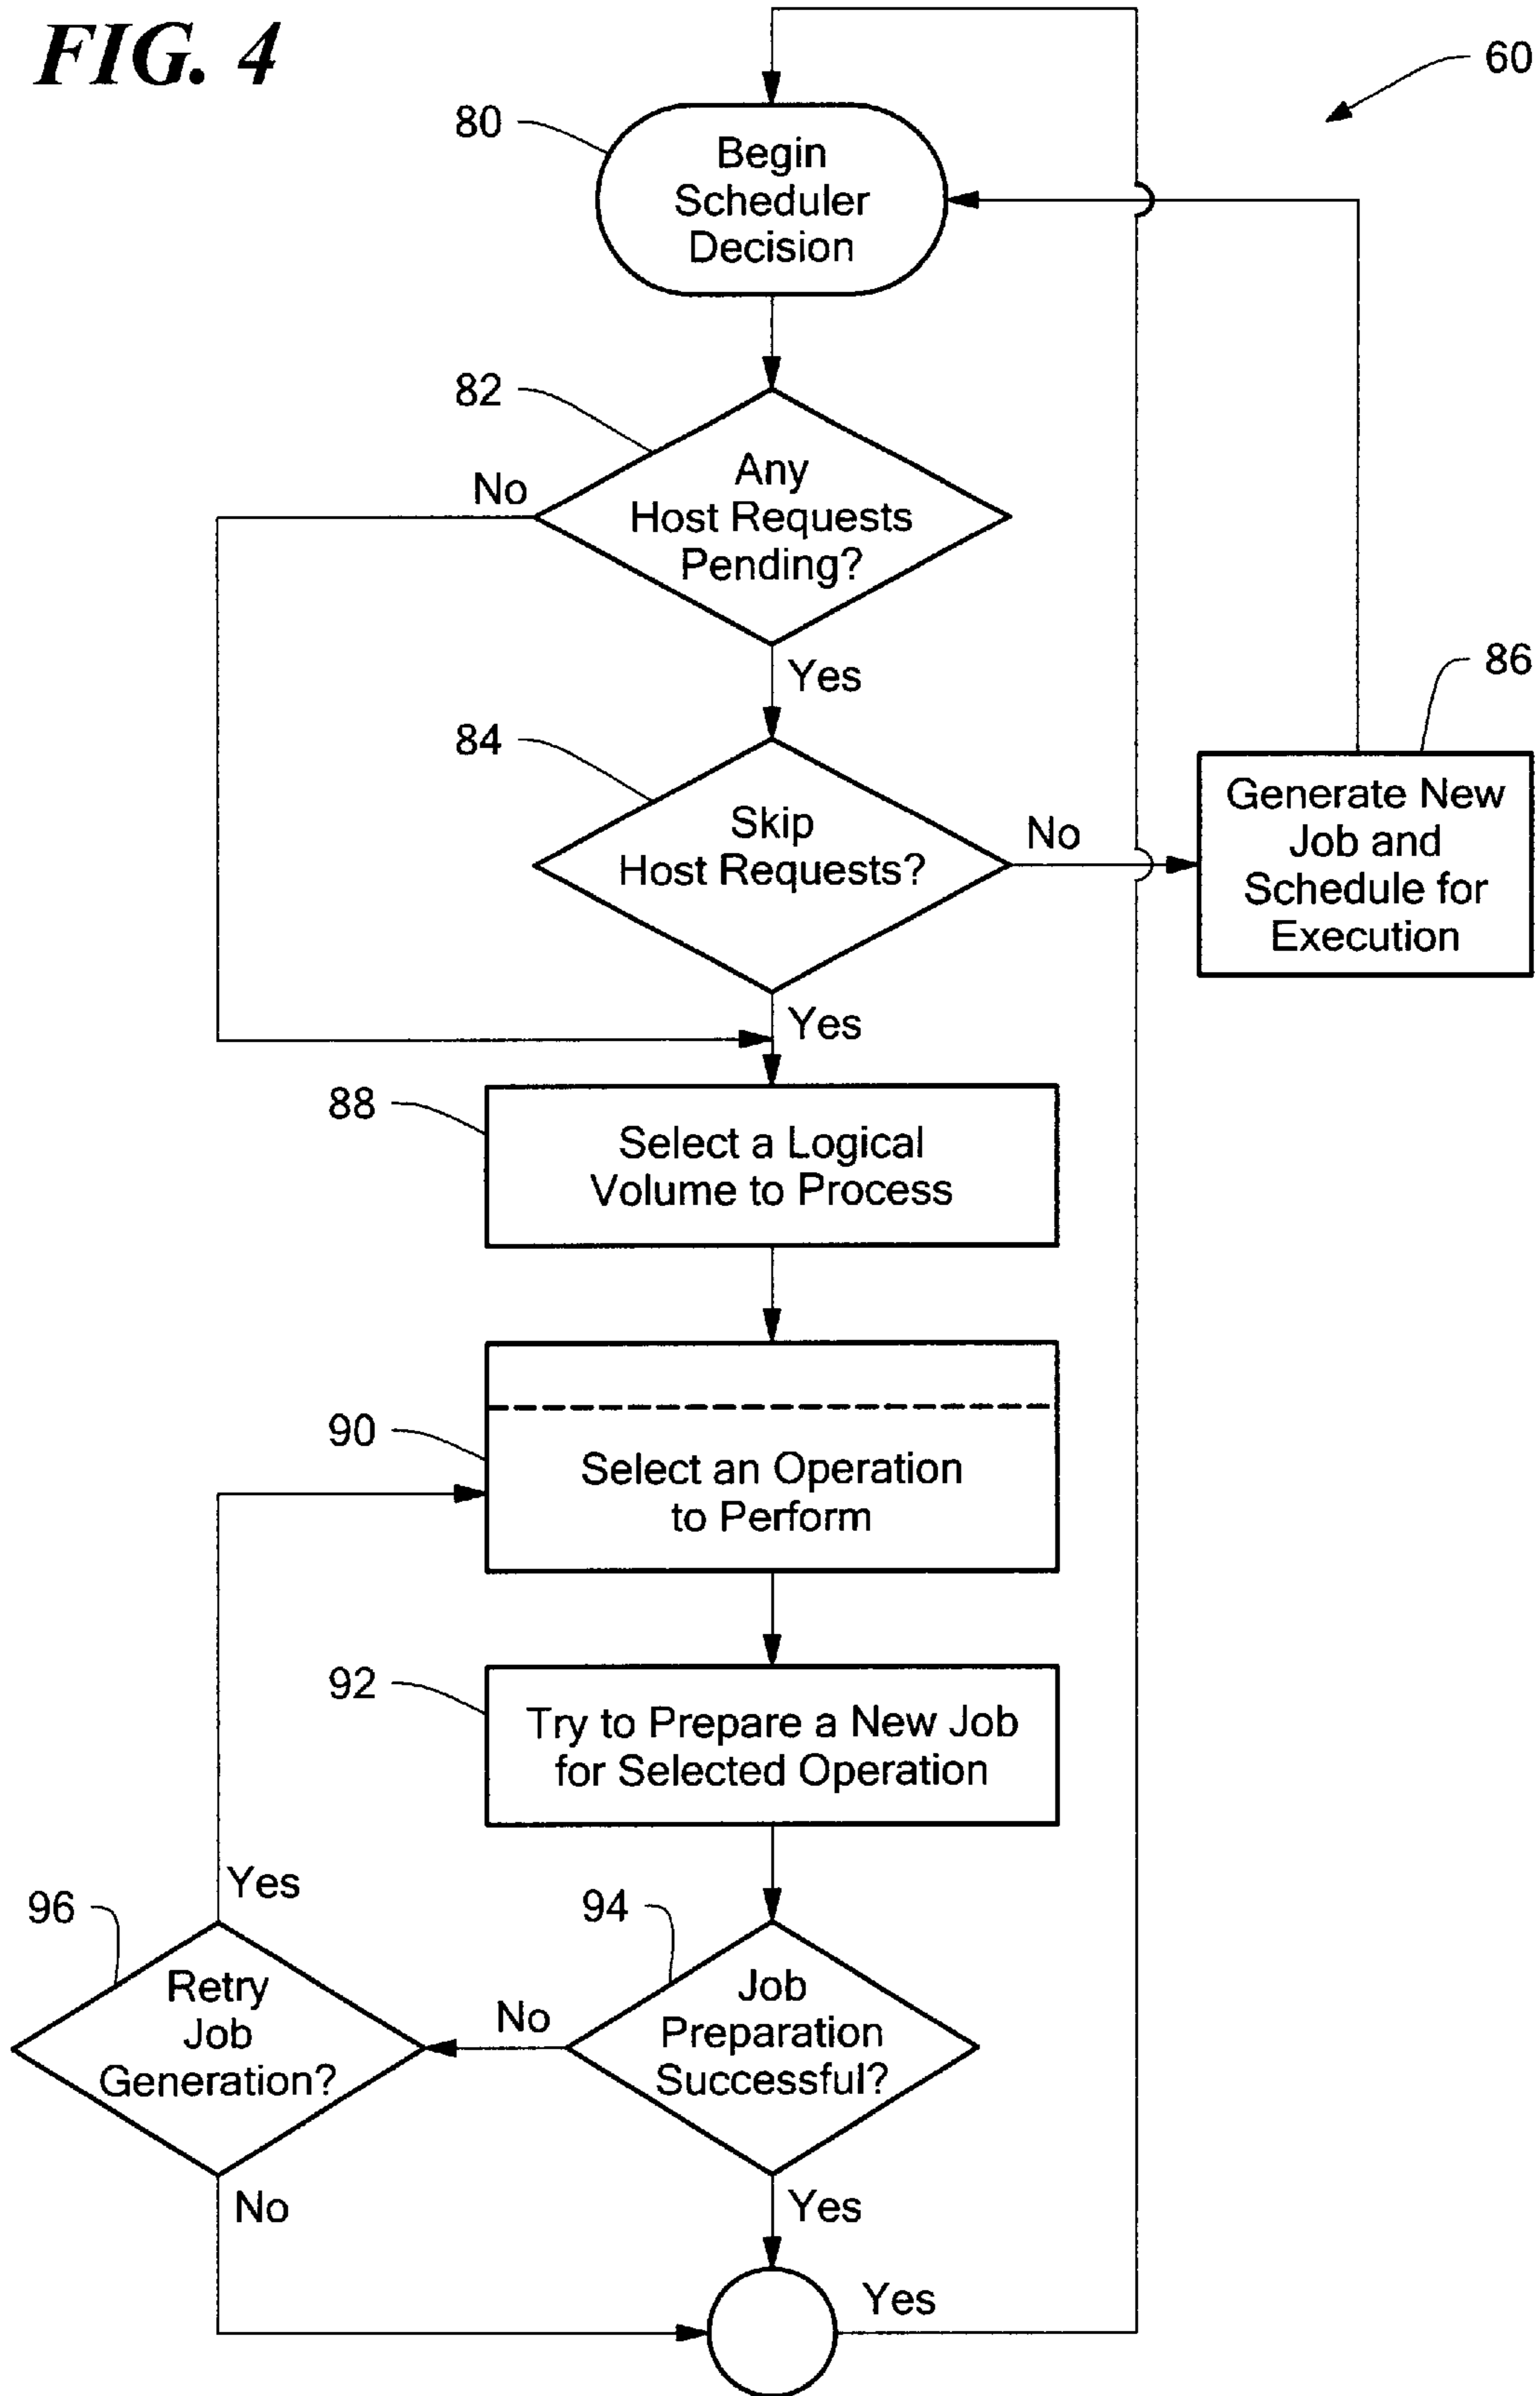 FIG. 4
60
80
Begin
Scheduler
Decision
82
Any
Host Requests
Pending?
No
Yes
84
Skip
Host Requests?
No
86
Generate New
Job and
Schedule for
Execution
Yes
88
Select a Logical
Volume to Process
90
Select an Operation
to Perform
92
Try to Prepare a New Job
for Selected Operation
Yes
96
Retry
Job
Generation?
94
Job
Preparation
Successful?
No
No
Yes
Yes